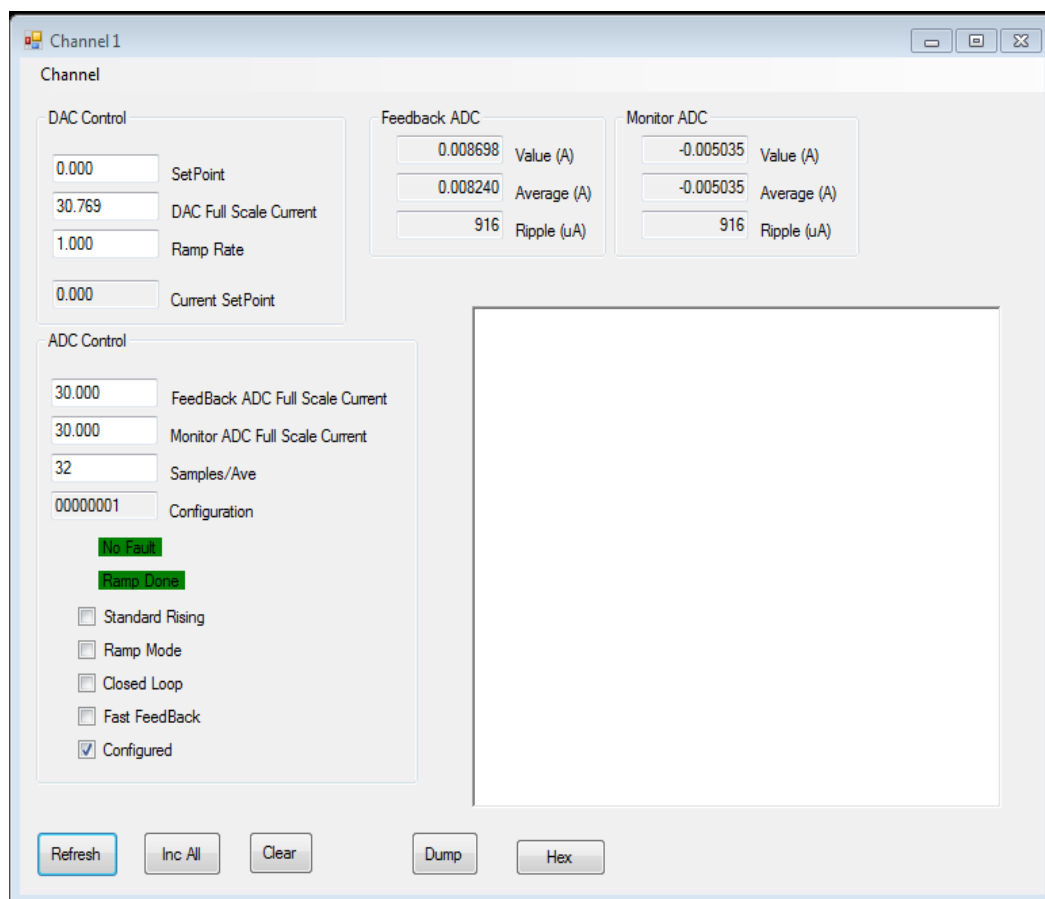 Channel 1
Channel
DAC Control
0.000 SetPoint
30.769 DAC Full Scale Current
1.000 Ramp Rate
0.000 Current SetPoint
Feedback ADC
0.008698 Value (A)
0.008240 Average (A)
916 Ripple (uA)
Monitor ADC
-0.005035 Value (A)
-0.005035 Average (A)
916 Ripple (uA)
ADC Control
30.000 FeedBack ADC Full Scale Current
30.000 Monitor ADC Full Scale Current
32 Samples/Ave
00000001 Configuration
No Fault
Ramp Done
Standard Rising
Ramp Mode
Closed Loop
Fast FeedBack
Configured
Refresh Inc All Clear Dump Hex